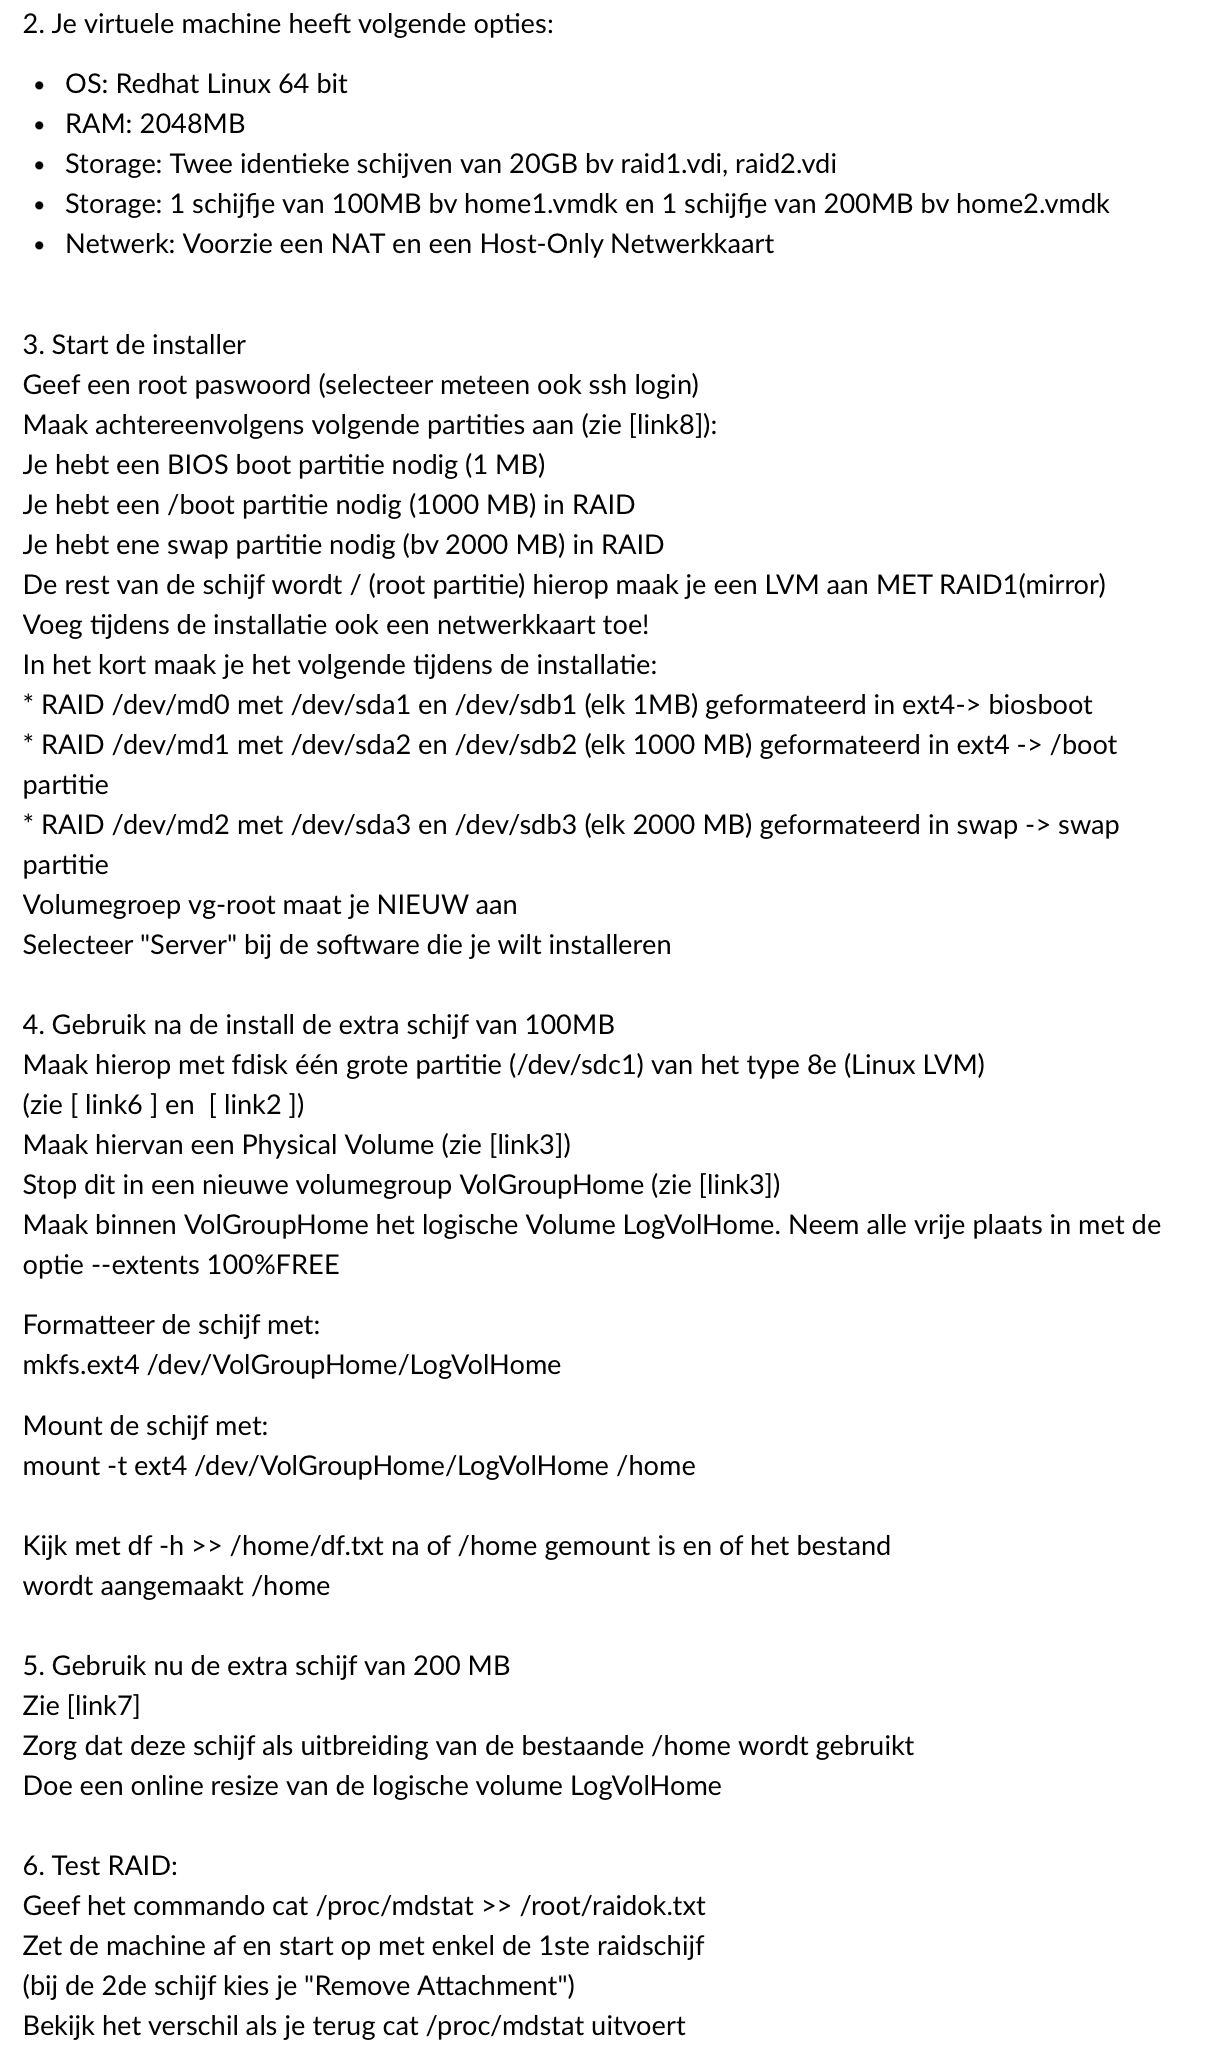 2. Je virtuele machine heeft volgende opties:
• OS: Redhat Linux 64 bit
• RAM: 2048MB
• Storage: Twee identieke schijven van 20GB bv raid1.vdi, raid2.vdi
• Storage: 1 schijfje van 100MB bv home1.vmdk en 1 schijfje van 200MB bv home2.vmdk
• Netwerk: Voorzie een NAT en een Host-Only Netwerkkaart
3. Start de installer
Geef een root paswoord (selecteer meteen ook ssh login)
Maak achtereenvolgens volgende partities aan (zie [link8]):
Je hebt een BIOS boot partitie nodig (1 MB)
Je hebt een /boot partitie nodig (1000 MB) in RAID
Je hebt ene swap partitie nodig (bv 2000 MB) in RAID
De rest van de schijf wordt / (root partitie) hierop maak je een LVM aan MET RAID1(mirror)
Voeg tijdens de installatie ook een netwerkkaart toe!
In het kort maak je het volgende tijdens de installatie:
* RAID /dev/md0 met /dev/sda1 en /dev/sdb1 (elk 1MB) geformateerd in ext4-> biosboot
* RAID /dev/md1 met /dev/sda2 en /dev/sdb2 (elk 1000 MB) geformateerd in ext4 -> /boot
partitie
* RAID /dev/md2 met /dev/sda3 en /dev/sdb3 (elk 2000 MB) geformateerd in swap -> swap
partitie
Volumegroep vg-root maat je NIEUW aan
Selecteer "Server" bij de software die je wilt installeren
4. Gebruik na de install de extra schijf van 100MB
Maak hierop met fdisk één grote partitie (/dev/sdc1) van het type 8e (Linux LVM)
(zie [ link6 ] en  [ link2 ])
Maak hiervan een Physical Volume (zie [link3])
Stop dit in een nieuwe volumegroup VolGroupHome (zie [link3])
Maak binnen VolGroupHome het logische Volume LogVolHome. Neem alle vrije plaats in met de
optie --extents 100%FREE
Formatteer de schijf met:
mkfs.ext4 /dev/VolGroupHome/LogVolHome
Mount de schijf met:
mount -t ext4 /dev/VolGroupHome/LogVolHome /home
Kijk met df -h >> /home/df.txt na of /home gemount is en of het bestand
wordt aangemaakt /home
5. Gebruik nu de extra schijf van 200 MB
Zie [link7]
Zorg dat deze schijf als uitbreiding van de bestaande /home wordt gebruikt
Doe een online resize van de logische volume LogVolHome
6. Test RAID:
Geef het commando cat /proc/mdstat >> /root/raidok.txt
Zet de machine af en start op met enkel de 1ste raidschijf
(bij de 2de schijf kies je "Remove Attachment")
Bekijk het verschil als je terug cat /proc/mdstat uitvoert